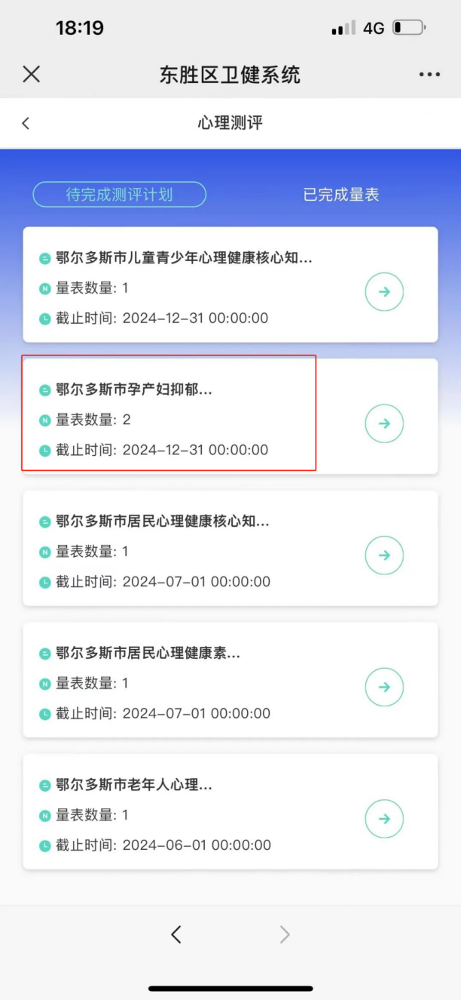 18:19 4G
东胜区卫健系统
心理测评
待完成测评计划 已完成量表
鄂尔多斯市儿童青少年心理健康核心知...
量表数量: 1
截止时间: 2024-12-31 00:00:00
鄂尔多斯市孕产妇抑郁...
量表数量: 2
截止时间: 2024-12-31 00:00:00
鄂尔多斯市居民心理健康核心知...
量表数量: 1
截止时间: 2024-07-01 00:00:00
鄂尔多斯市居民心理健康素...
量表数量: 1
截止时间: 2024-07-01 00:00:00
鄂尔多斯市老年人心理...
量表数量: 1
截止时间: 2024-06-01 00:00:00